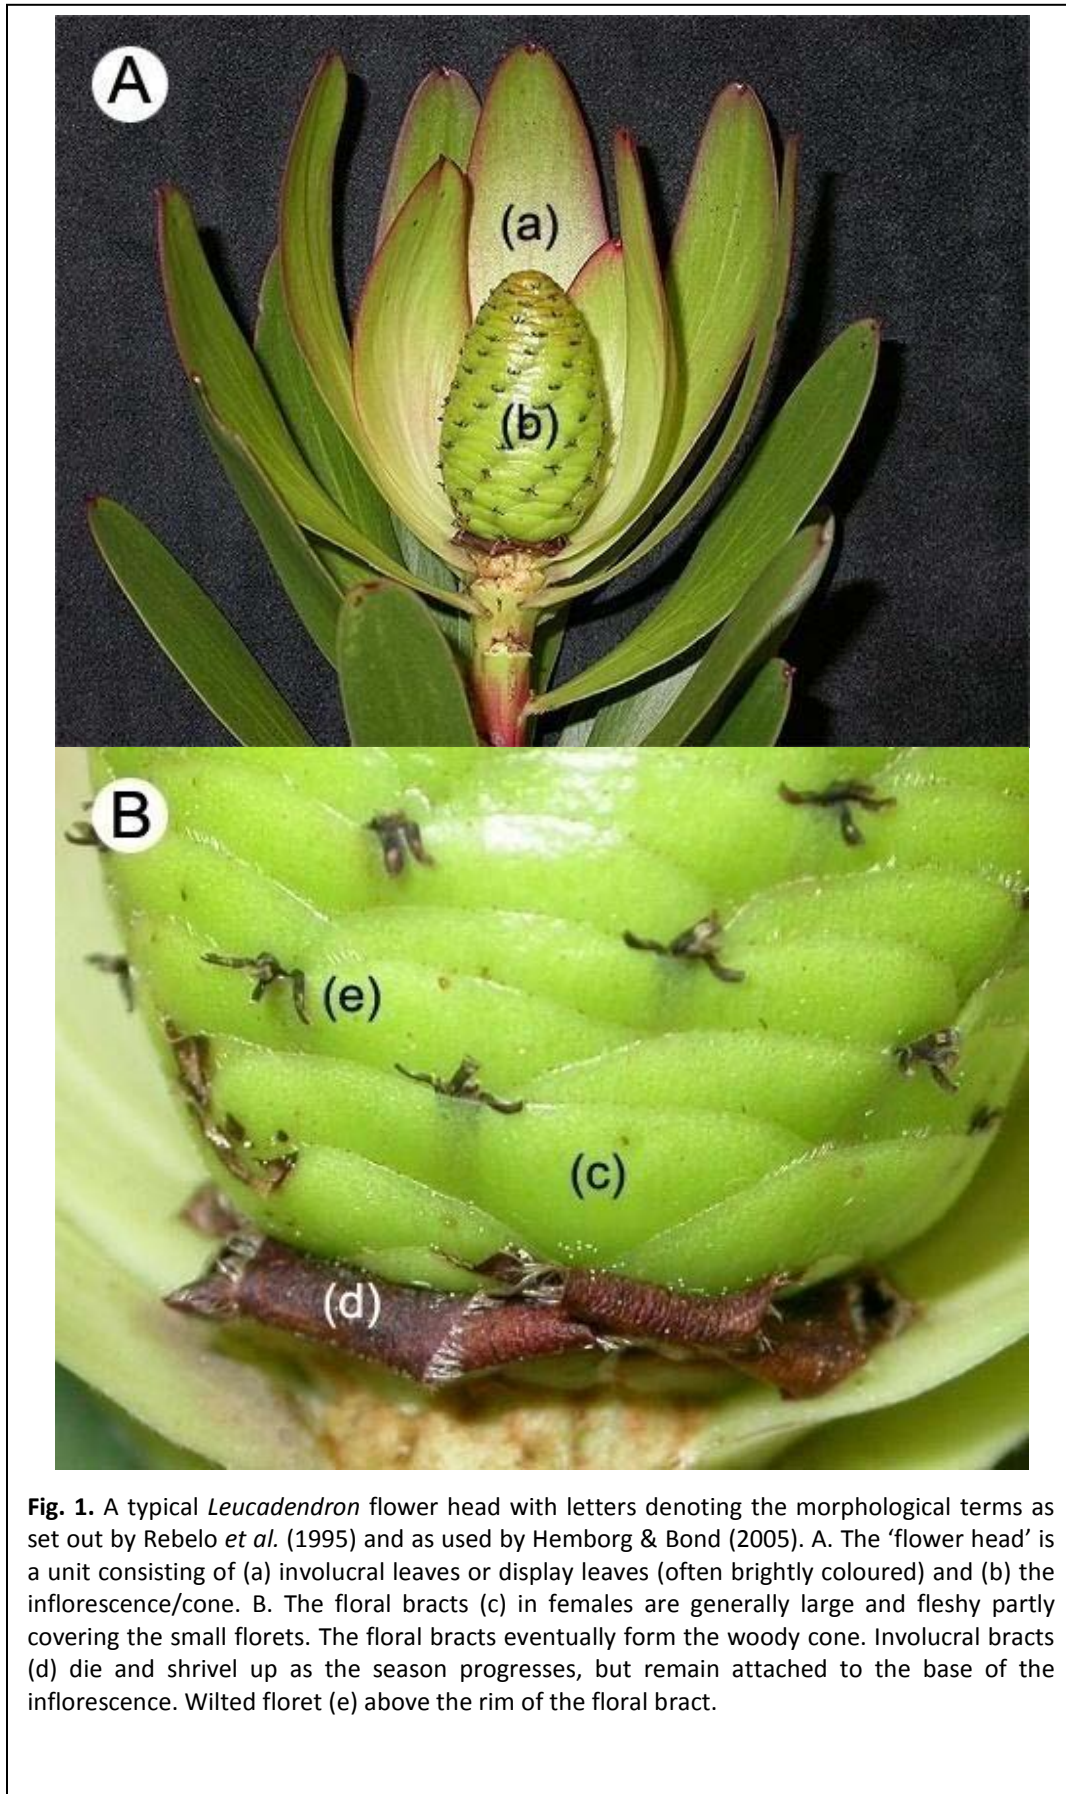 A
(a)
(b)
B
(e)
(c)
(d)
Fig. 1. A typical Leucadendron flower head with letters denoting the morphological terms as
set out by Rebelo et al. (1995) and as used by Hemborg & Bond (2005). A. The ‘flower head’ is
a unit consisting of (a) involucral leaves or display leaves (often brightly coloured) and (b) the
inflorescence/cone. B. The floral bracts (c) in females are generally large and fleshy partly
covering the small florets. The floral bracts eventually form the woody cone. Involucral bracts
(d) die and shrivel up as the season progresses, but remain attached to the base of the
inflorescence. Wilted floret (e) above the rim of the floral bract.